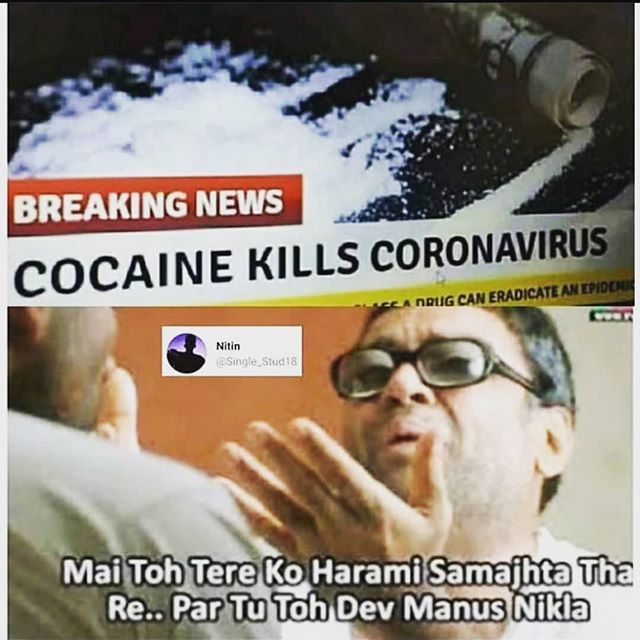 BREAKING NEWS
COCAINE KILLS CORONAVIRUS
A DRUG CAN ERADICATE AN EPIDEMIC
Nitin
@Single_Stud18
Mai Toh Tere Ko Harami Samajhta Tha
Re.. Par Tu Toh Dev Manus Nikla